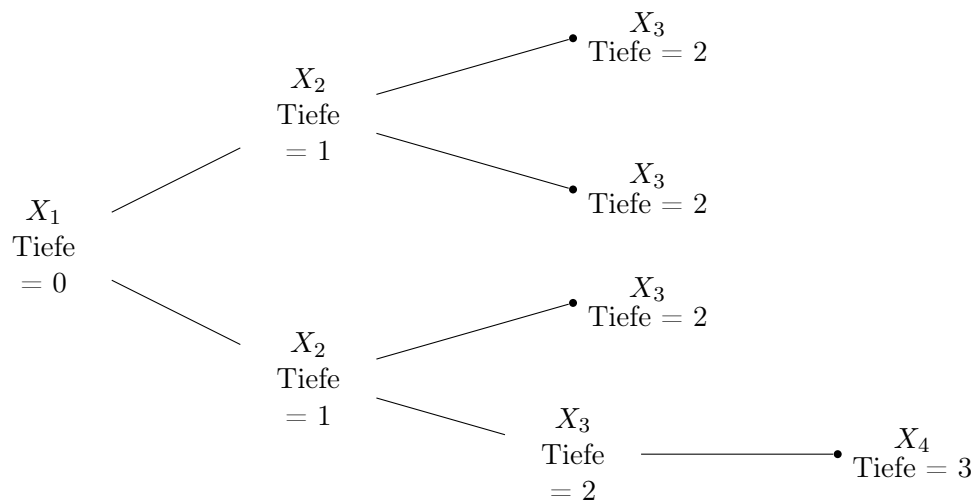 X₃
Tiefe = 2
X₂
Tiefe
= 1
X₃
Tiefe = 2
X₁
Tiefe
= 0
X₃
Tiefe = 2
X₂
Tiefe
= 1
X₃
Tiefe
= 2
X₄
Tiefe = 3